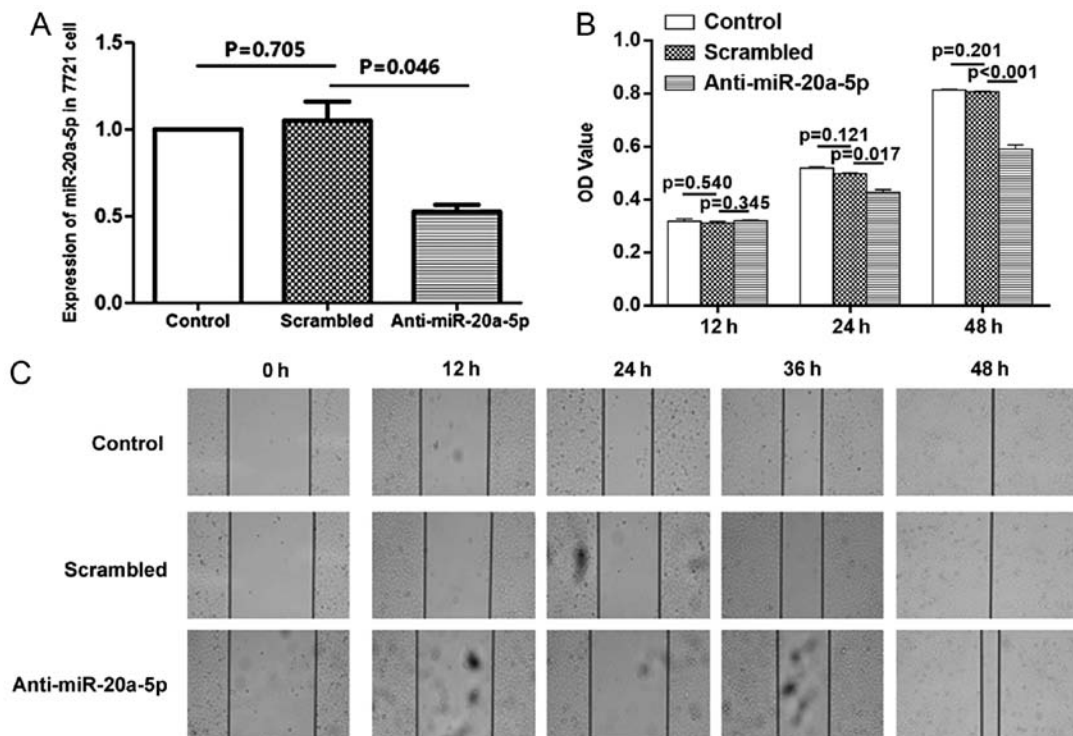 A
Expression of miR-20a-5p in 7721 cell
1.5
1.0
0.5
0.0
P=0.705
P=0.046
Control
Scrambled
Anti-miR-20a-5p
B
OD Value
1.0
0.8
0.6
0.4
0.2
0.0
Control
Scrambled
Anti-miR-20a-5p
p=0.540
p=0.345
p=0.121
p=0.017
p=0.201
p<0.001
12 h
24 h
48 h
C
0 h
12 h
24 h
36 h
48 h
Control
Scrambled
Anti-miR-20a-5p